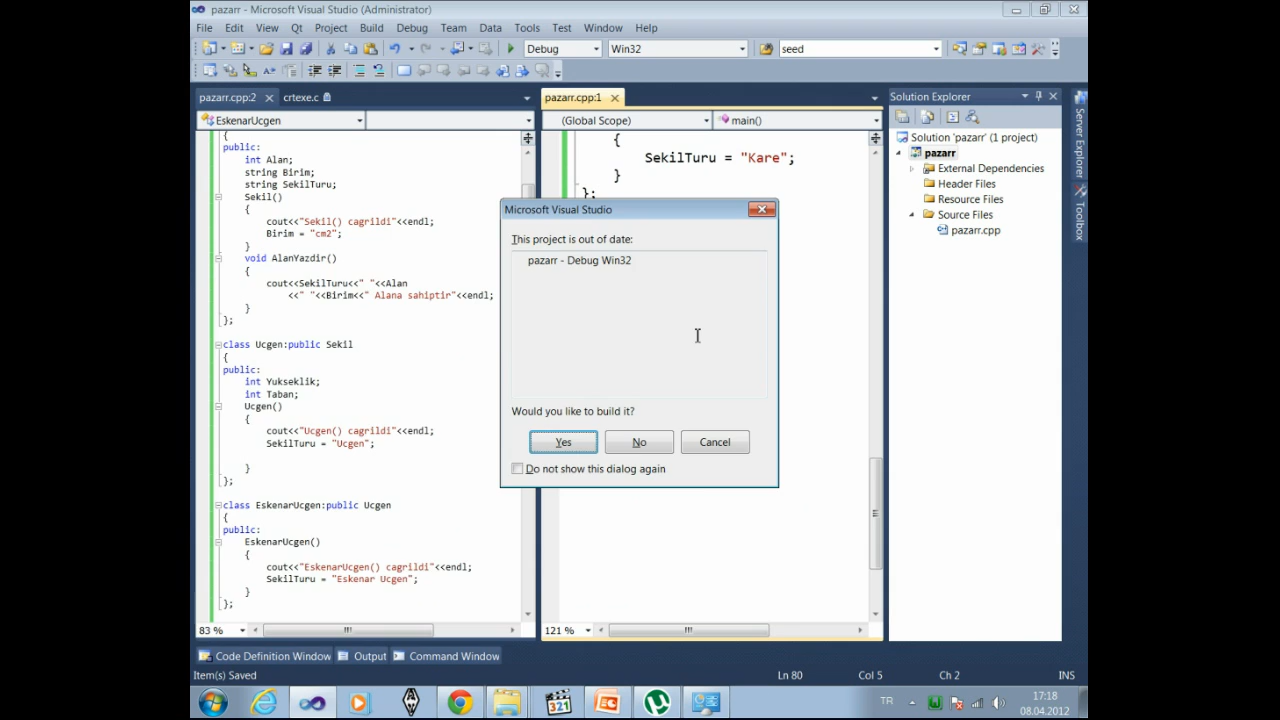 pazarr - Microsoft Visual Studio (Administrator)
File Edit View Qt Project Build Debug Team Data Tools Test Window Help
Debug Win32 seed
pazarr.cpp:2 crtexe.c
pazarr.cpp:1
Solution Explorer
EskenarUcgen
(Global Scope) main()
{
public:
int Alan;
string Birim;
string SekilTuru;
Sekil()
{
cout<<"Sekil() cagrildi"<<endl;
Birim = "cm2";
}
void AlanYazdir()
{
cout<<SekilTuru<<" "<<Alan
<<" "<<Birim<<" Alana sahiptir"<<endl;
}
};
class Ucgen:public Sekil
{
public:
int Yukseklik;
int Taban;
Ucgen()
{
cout<<"Ucgen() cagrildi"<<endl;
SekilTuru = "Ucgen";
}
};
class EskenarUcgen:public Ucgen
{
public:
EskenarUcgen()
{
cout<<"EskenarUcgen() cagrildi"<<endl;
SekilTuru = "Eskenar Ucgen";
}
};
83 %
{
SekilTuru = "Kare";
}
};
121 %
Microsoft Visual Studio
This project is out of date:
pazarr - Debug Win32
Would you like to build it?
Yes No Cancel
Do not show this dialog again
Solution 'pazarr' (1 project)
pazarr
External Dependencies
Header Files
Resource Files
Source Files
pazarr.cpp
Server Explorer
Toolbox
Code Definition Window Output Command Window
Item(s) Saved Ln 80 Col 5 Ch 2 INS
321
TR
17:18
08.04.2012